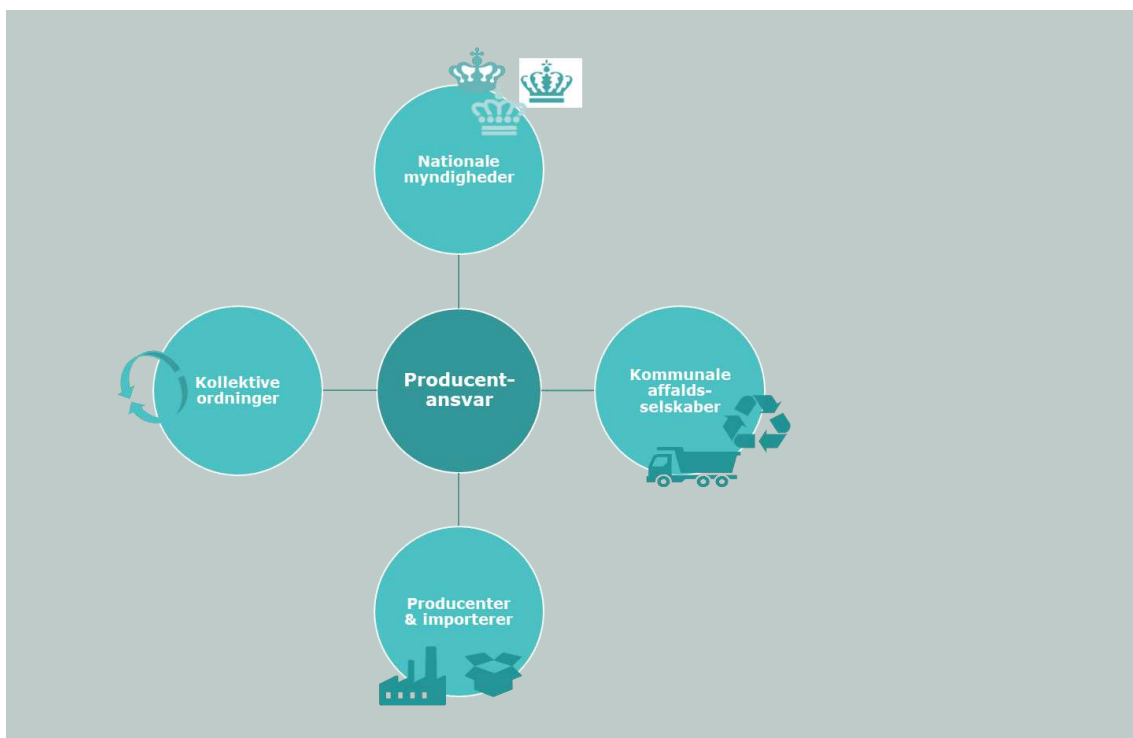 Nationale
myndigheder
Kollektive
ordninger
Producent-
ansvar
Kommunale
affalds-
selskaber
Producenter
& importerer